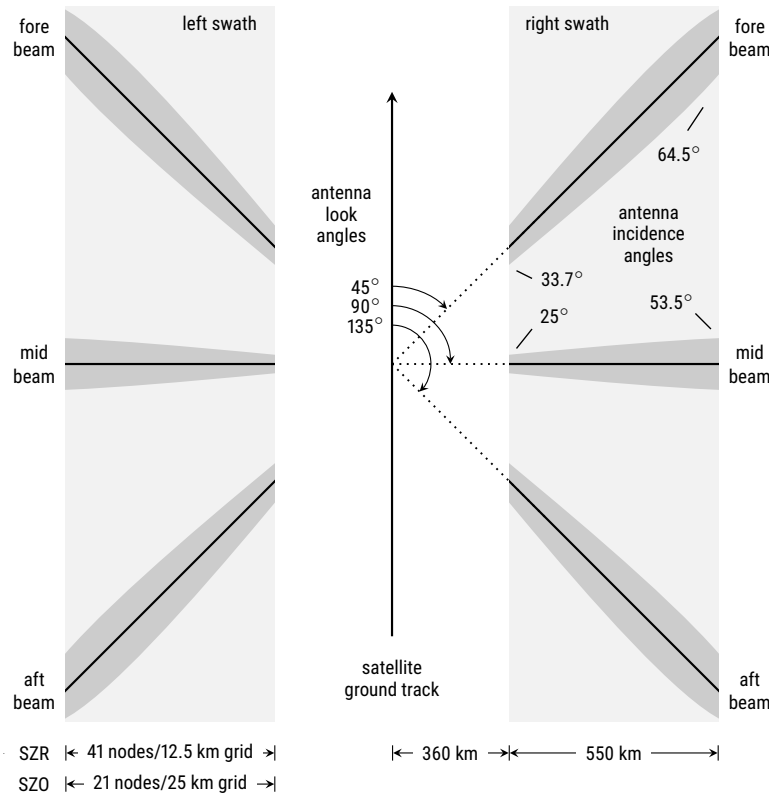 left swath
right swath
fore
beam
fore
beam
64.5°
antenna
look
angles
antenna
incidence
angles
33.7°
45°
90°
135°
25°
53.5°
mid
beam
mid
beam
satellite
ground track
aft
beam
aft
beam
SZR 41 nodes/12.5 km grid 360 km 550 km
SZO 21 nodes/25 km grid